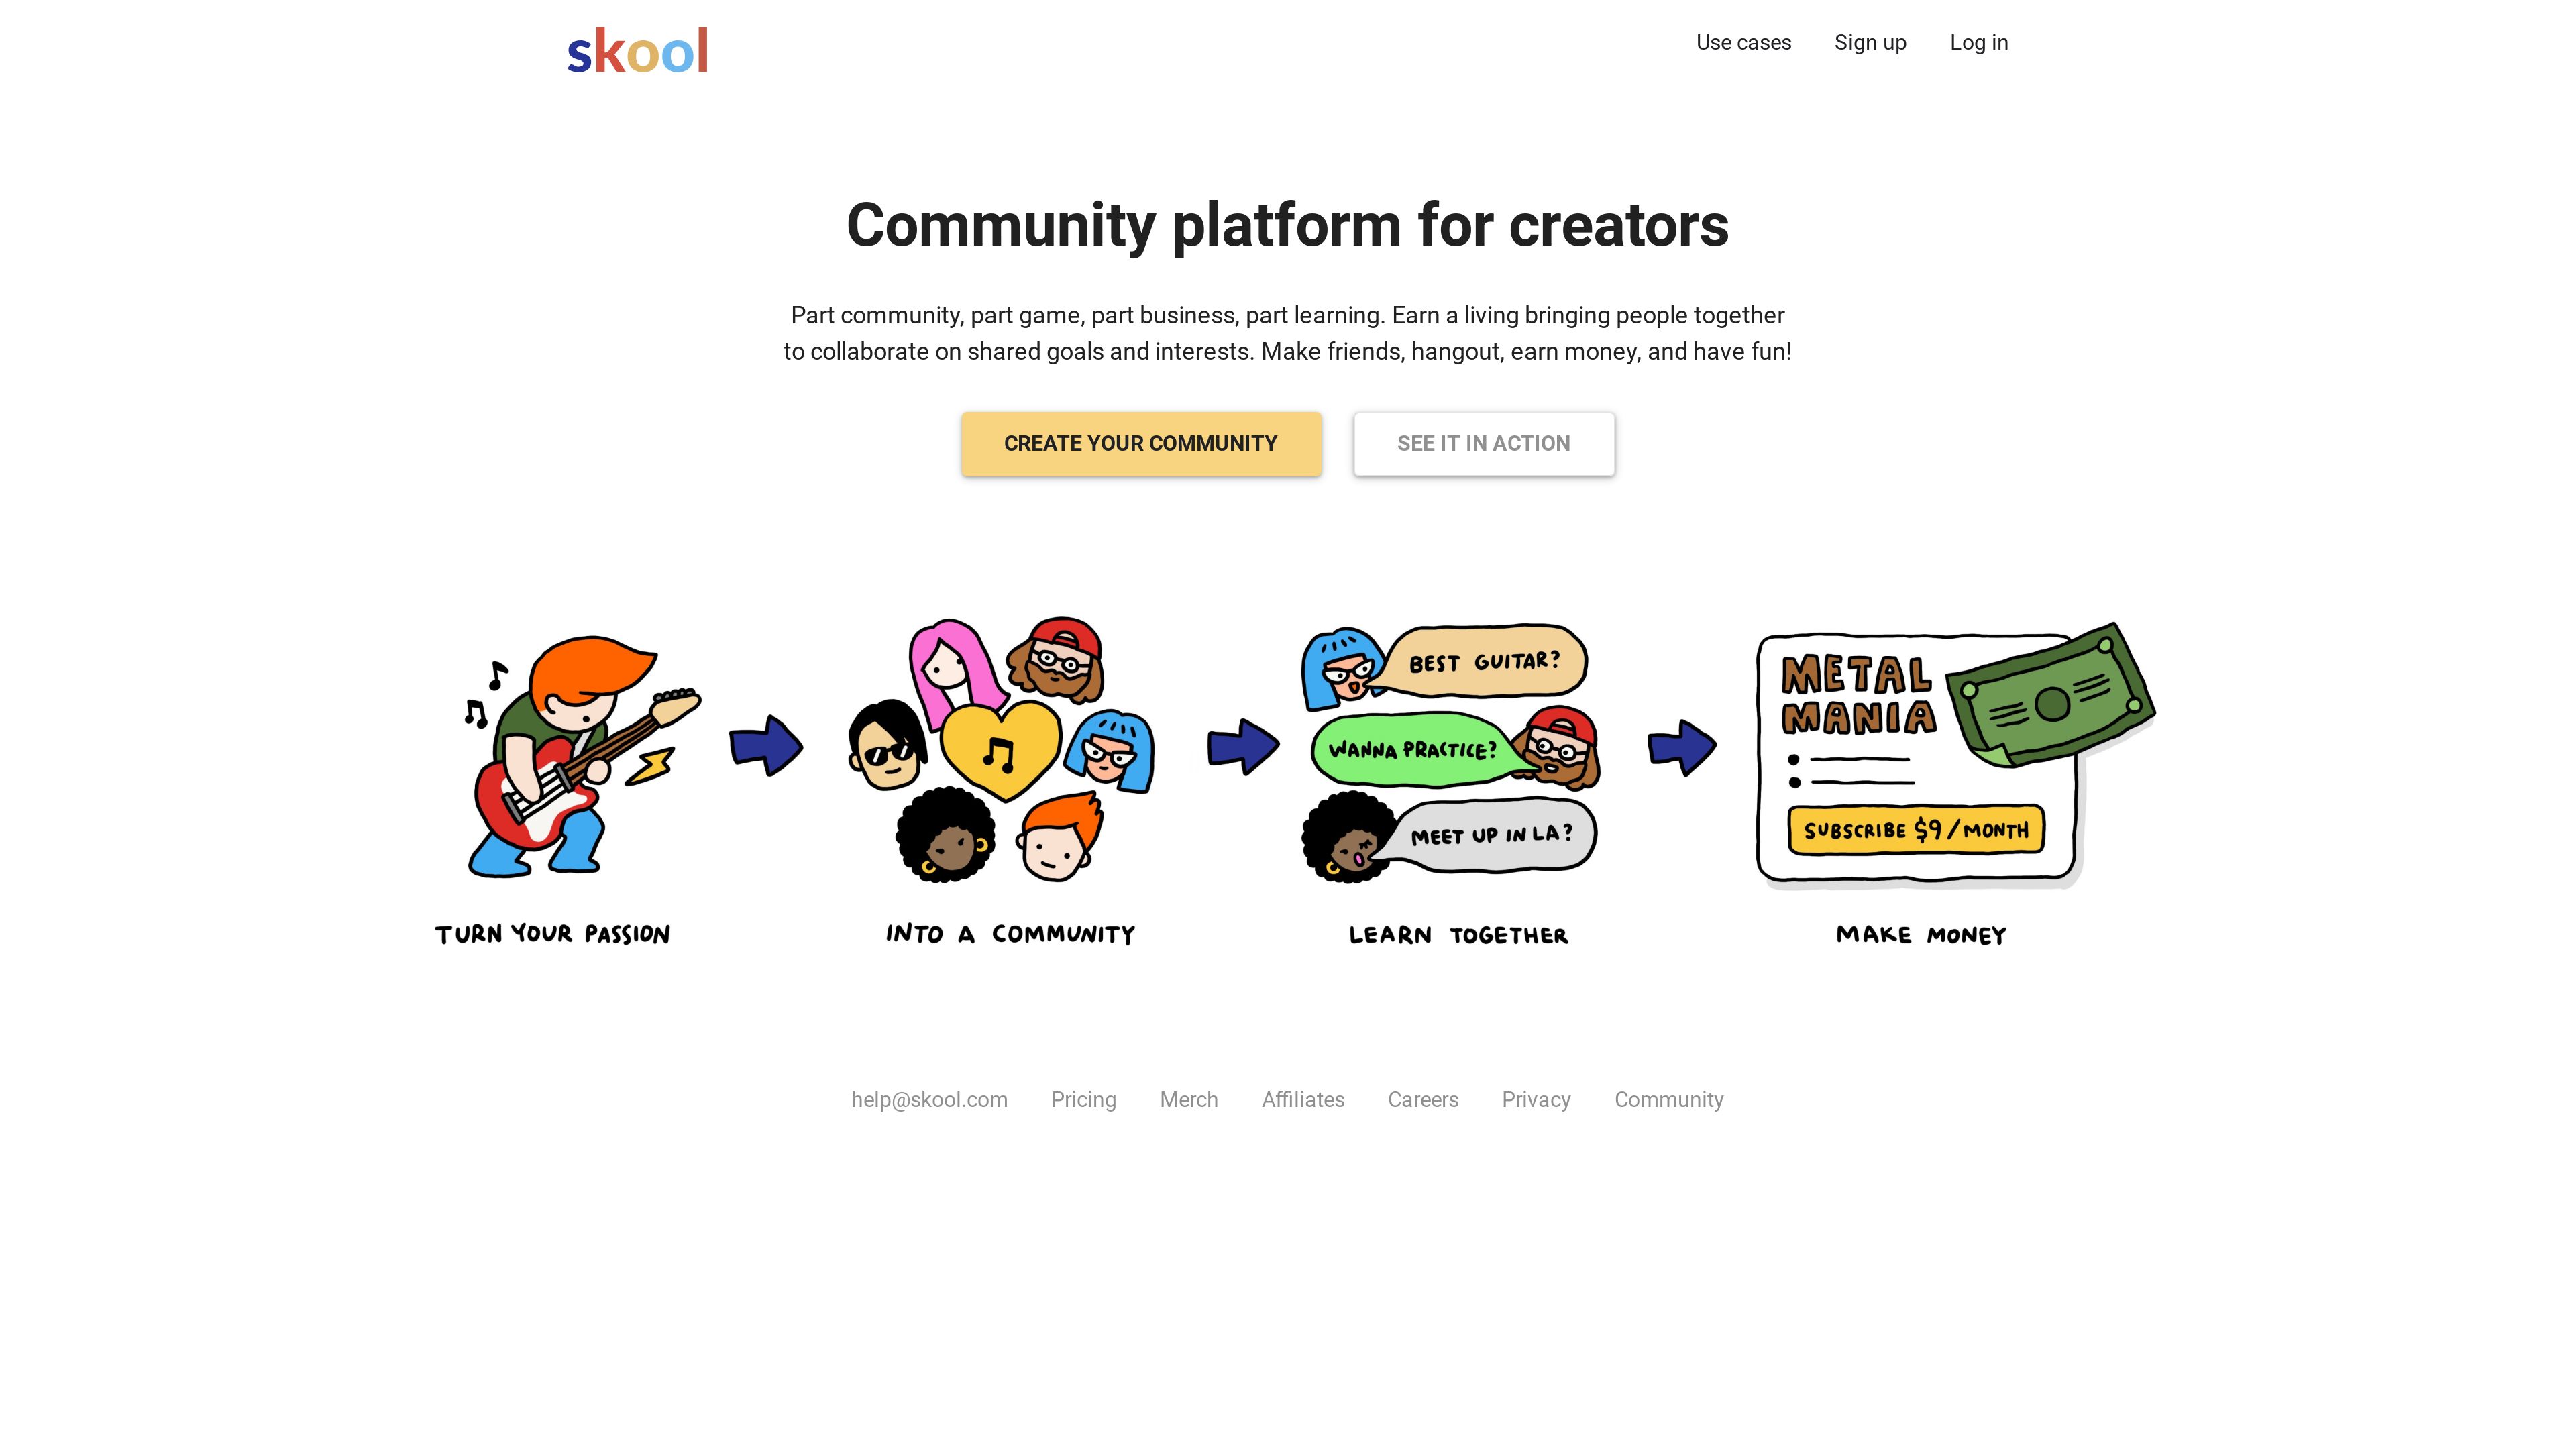 skool
Use cases
Sign up
Log in
Community platform for creators
Part community, part game, part business, part learning. Earn a living bringing people together
to collaborate on shared goals and interests. Make friends, hangout, earn money, and have fun!
CREATE YOUR COMMUNITY
SEE IT IN ACTION
BEST GUITAR?
WANNA PRACTICE?
MEET UP IN LA?
METAL
MANIA
SUBSCRIBE $9/MONTH
TURN YOUR PASSION
INTO A COMMUNITY
LEARN TOGETHER
MAKE MONEY
help@skool.com
Pricing
Merch
Affiliates
Careers
Privacy
Community